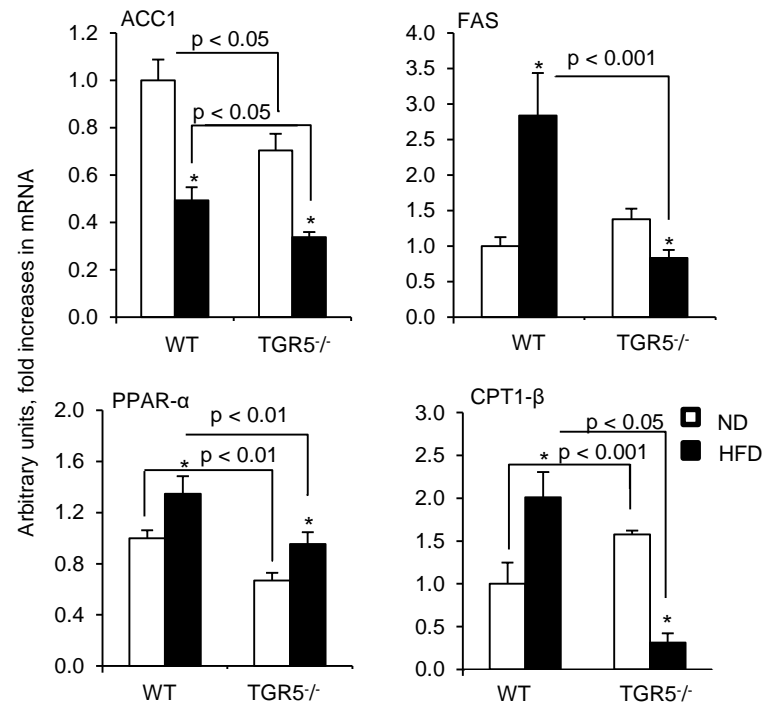 Arbitrary units, fold increases in mRNA
ACC1
1.2
1.0
0.8
0.6
0.4
0.2
0.0
p < 0.05
p < 0.05
*
*
WT
TGR5-/-
FAS
4.0
3.5
3.0
2.5
2.0
1.5
1.0
0.5
0.0
p < 0.001
*
*
WT
TGR5-/-
PPAR-α
2.0
1.6
1.2
0.8
0.4
0.0
p < 0.01
p < 0.01
*
*
WT
TGR5-/-
CPT1-β
3.0
2.5
2.0
1.5
1.0
0.5
0.0
p < 0.05
p < 0.001
*
*
WT
TGR5-/-
ND
HFD